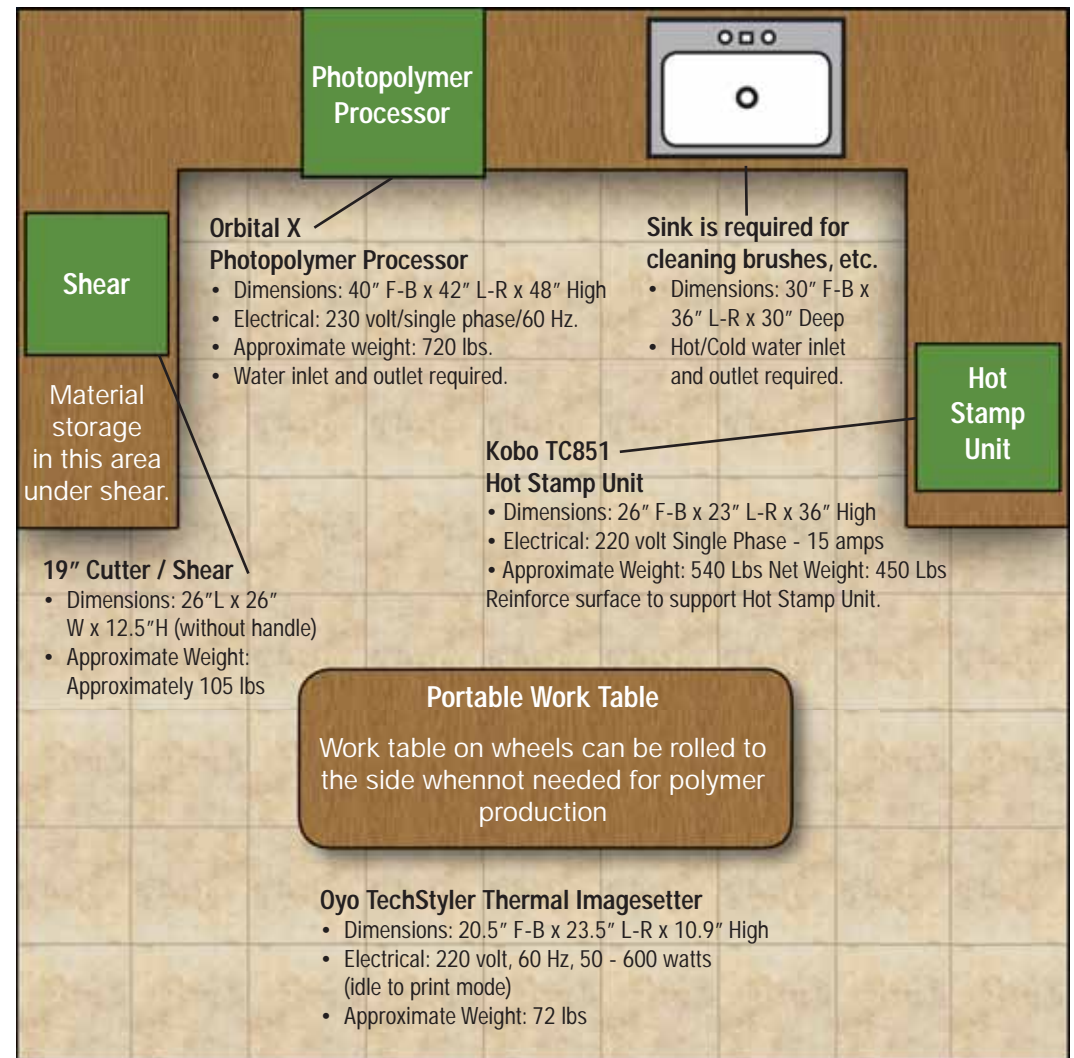 Photopolymer
Processor
Shear
Material
storage
in this area
under shear.
Orbital X
Photopolymer Processor
• Dimensions: 40" F-B x 42" L-R x 48" High
• Electrical: 230 volt/single phase/60 Hz.
• Approximate weight: 720 lbs.
• Water inlet and outlet required.
Sink is required for
cleaning brushes, etc.
• Dimensions: 30" F-B x
36" L-R x 30" Deep
• Hot/Cold water inlet
and outlet required.
Hot
Stamp
Unit
Kobo TC851
Hot Stamp Unit
• Dimensions: 26" F-B x 23" L-R x 36" High
• Electrical: 220 volt Single Phase - 15 amps
• Approximate Weight: 540 Lbs Net Weight: 450 Lbs
Reinforce surface to support Hot Stamp Unit.
19" Cutter / Shear
• Dimensions: 26"L x 26"
W x 12.5"H (without handle)
• Approximate Weight:
Approximately 105 lbs
Portable Work Table
Work table on wheels can be rolled to
the side whennot needed for polymer
production
Oyo TechStyler Thermal Imagesetter
• Dimensions: 20.5" F-B x 23.5" L-R x 10.9" High
• Electrical: 220 volt, 60 Hz, 50 - 600 watts
(idle to print mode)
• Approximate Weight: 72 lbs